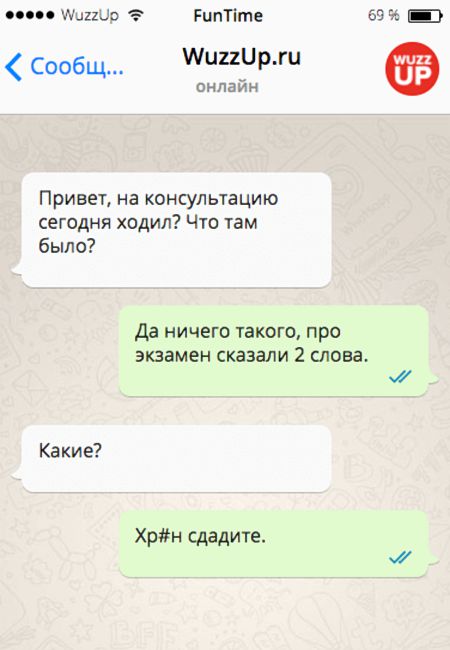 WuzzUp FunTime 69 %
Сообщ... WuzzUp.ru WUZZ
онлайн UP
Привет, на консультацию
сегодня ходил? Что там
было?
Да ничего такого, про
экзамен сказали 2 слова.
Какие?
Хр#н сдадите.